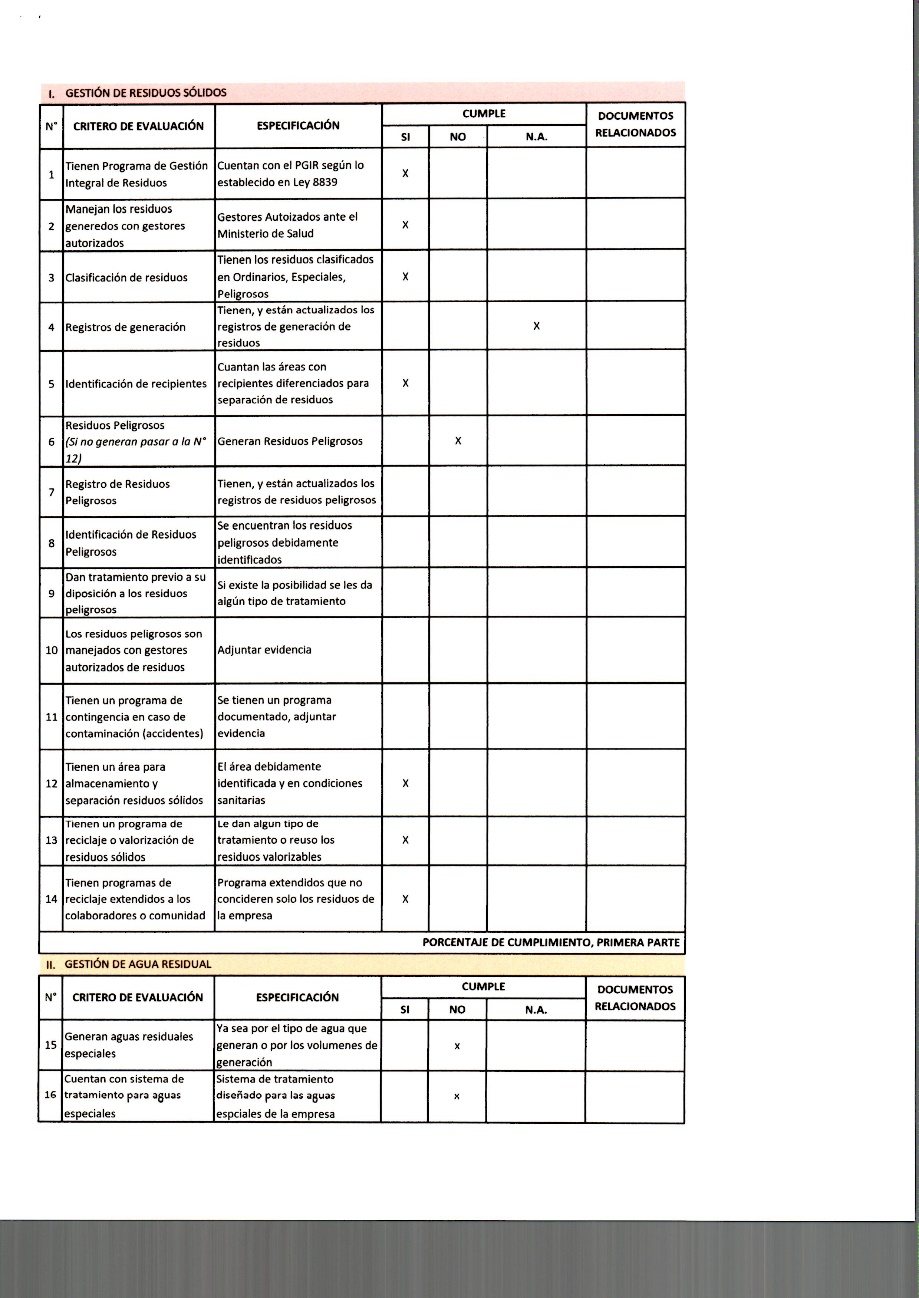 I. GESTIÓN DE RESIDUOS SÓLIDOS
N° CRITERO DE EVALUACIÓN ESPECIFICACIÓN CUMPLE DOCUMENTOS RELACIONADOS
SI NO N.A.
1 Tienen Programa de Gestión Integral de Residuos Cuentan con el PGIR según lo establecido en Ley 8839 X
2 Manejan los residuos generedos con gestores autorizados Gestores Autoizados ante el Ministerio de Salud X
3 Clasificación de residuos Tienen los residuos clasificados en Ordinarios, Especiales, Peligrosos X
4 Registros de generación Tienen, y están actualizados los registros de generación de residuos X
5 Identificación de recipientes Cuantan las áreas con recipientes diferenciados para separación de residuos X
6 Residuos Peligrosos (Si no generan pasar a la N° 12) Generan Residuos Peligrosos X
7 Registro de Residuos Peligrosos Tienen, y están actualizados los registros de residuos peligrosos
8 Identificación de Residuos Peligrosos Se encuentran los residuos peligrosos debidamente identificados
9 Dan tratamiento previo a su diposición a los residuos peligrosos Si existe la posibilidad se les da algún tipo de tratamiento
10 Los residuos peligrosos son manejados con gestores autorizados de residuos Adjuntar evidencia
11 Tienen un programa de contingencia en caso de contaminación (accidentes) Se tienen un programa documentado, adjuntar evidencia
12 Tienen un área para almacenamiento y separación residuos sólidos El área debidamente identificada y en condiciones sanitarias X
13 Tienen un programa de reciclaje o valorización de residuos sólidos Le dan algun tipo de tratamiento o reuso los residuos valorizables X
14 Tienen programas de reciclaje extendidos a los colaboradores o comunidad Programa extendidos que no concideren solo los residuos de la empresa X
PORCENTAJE DE CUMPLIMIENTO, PRIMERA PARTE
II. GESTIÓN DE AGUA RESIDUAL
N° CRITERO DE EVALUACIÓN ESPECIFICACIÓN CUMPLE DOCUMENTOS RELACIONADOS
SI NO N.A.
15 Generan aguas residuales especiales Ya sea por el tipo de agua que generan o por los volumenes de generación x
16 Cuentan con sistema de tratamiento para aguas especiales Sistema de tratamiento diseñado para las aguas espciales de la empresa x